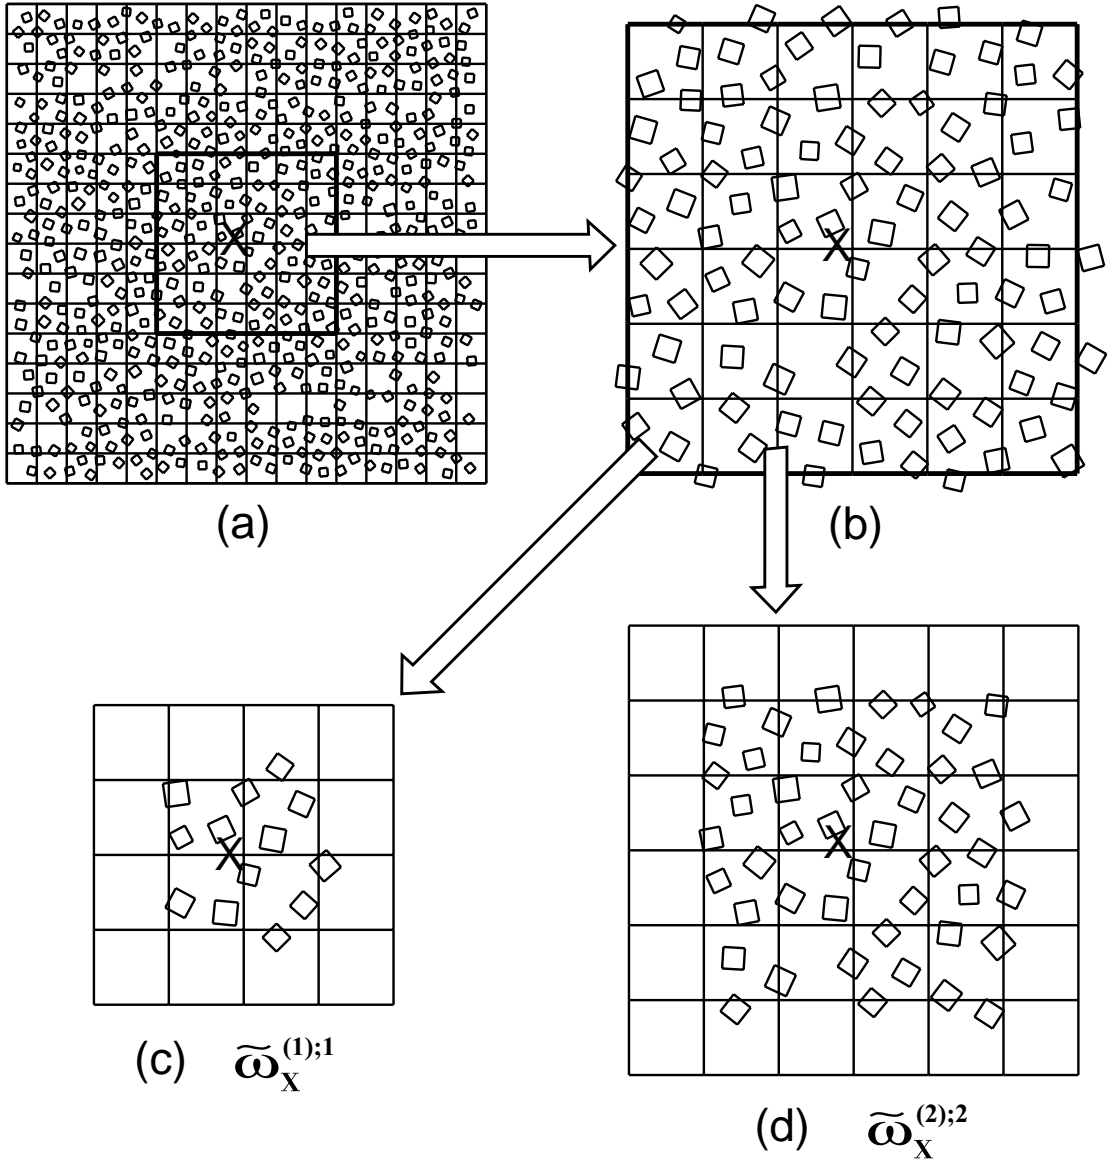 X
X
(a)
(b)
X
X
(c) ω̃_X^(1);1
(d) ω̃_X^(2);2